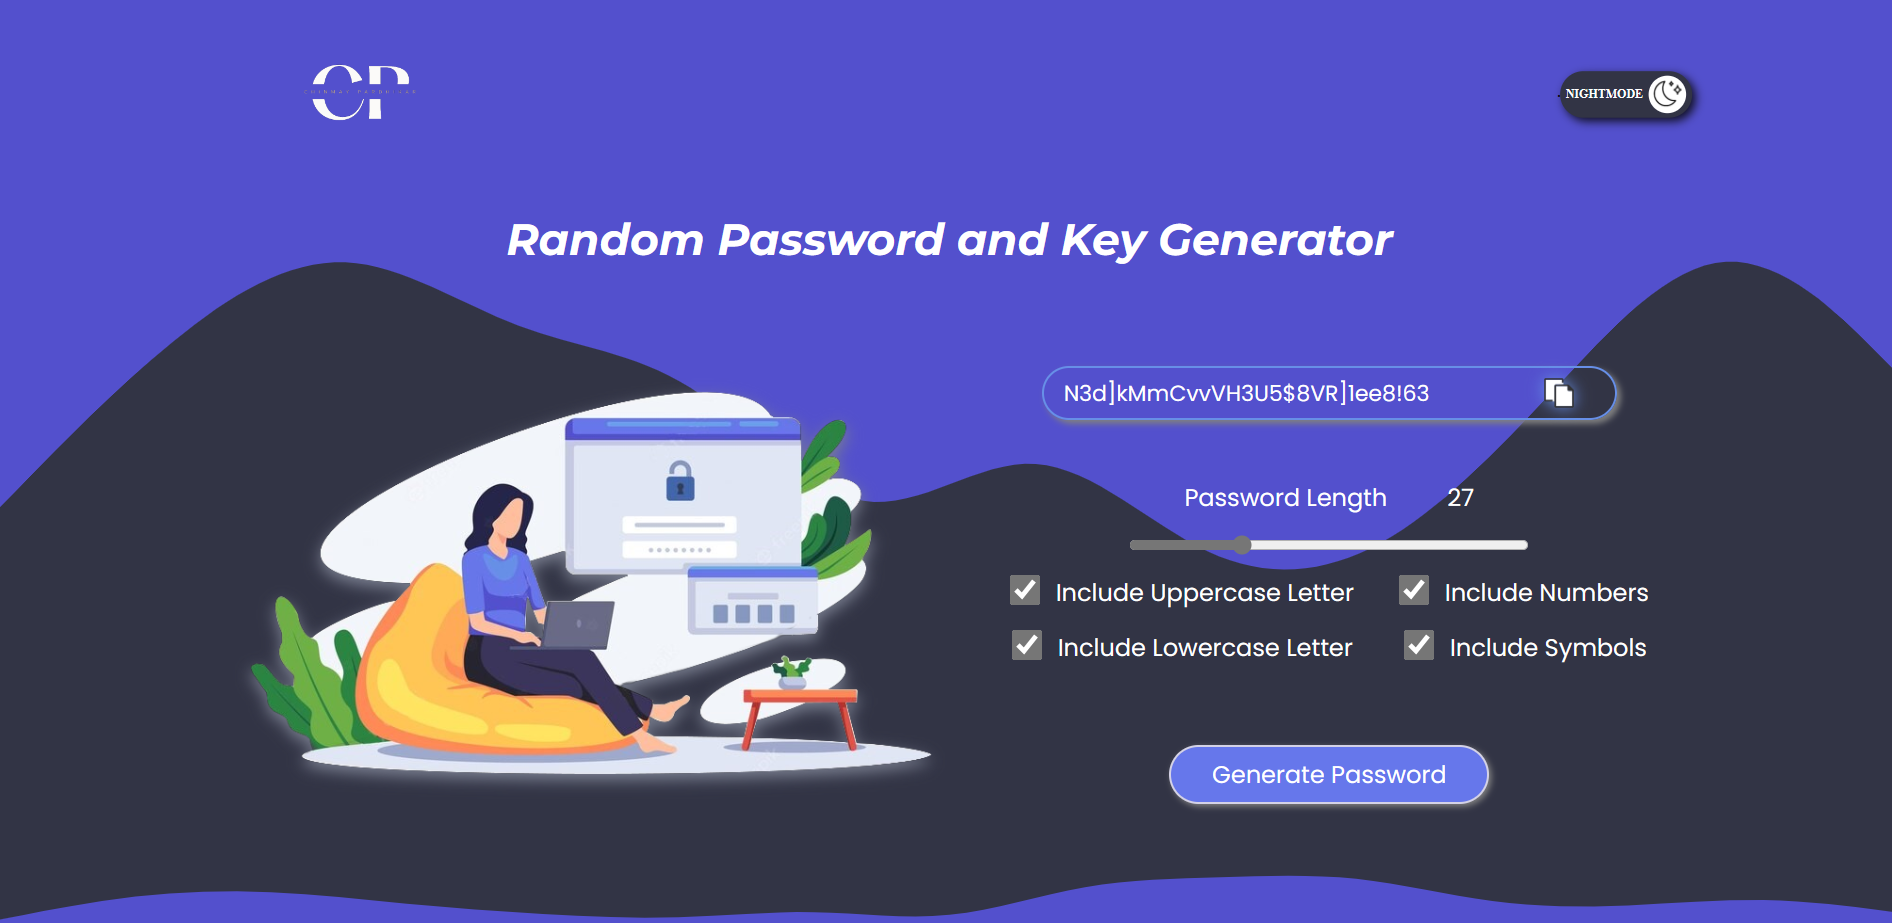 CP
NIGHTMODE
Random Password and Key Generator
N3d]kMmCvvVH3U5$8VR]1ee8!63
Password Length 27
Include Uppercase Letter Include Numbers
Include Lowercase Letter Include Symbols
Generate Password